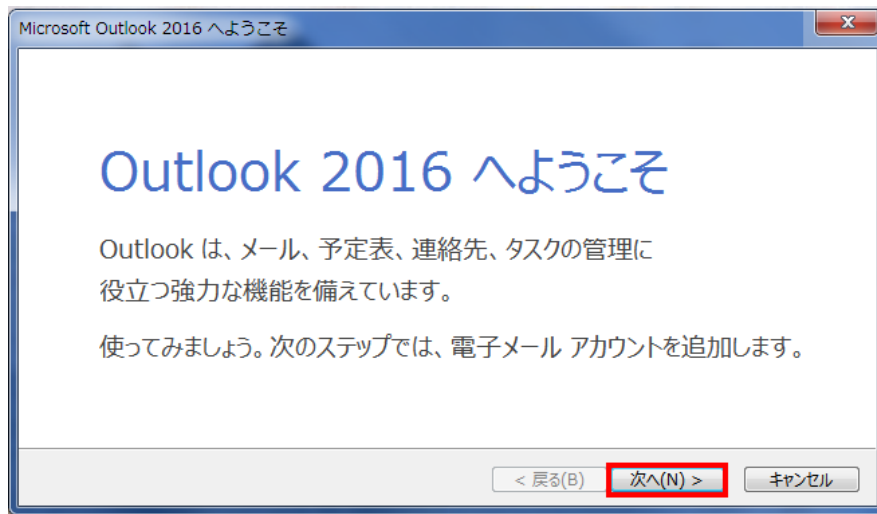 Microsoft Outlook 2016 へようこそ
Outlook 2016 へようこそ
Outlook は、メール、予定表、連絡先、タスクの管理に
役立つ強力な機能を備えています。
使ってみましょう。次のステップでは、電子メール アカウントを追加します。
< 戻る(B) 次へ(N) > キャンセル